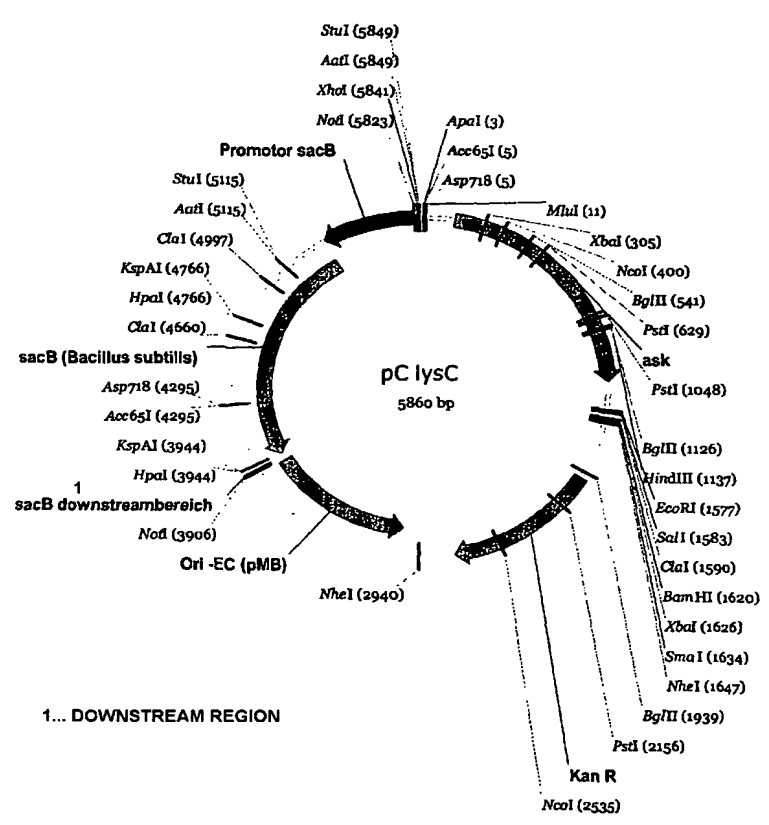 StuI (5849)
AatI (5849)
XhoI (5841)
NotI (5823)
ApaI (3)
Acc65I (5)
Asp718 (5)
Promotor sacB
StuI (5115)
AatI (5115)
ClaI (4997)
KspAI (4766)
HpaI (4766)
ClaI (4660)
sacB (Bacillus subtills)
Asp718 (4295)
Acc65I (4295)
KspAI (3944)
HpaI (3944)
1
sacB downstreambereich
NotI (3906)
Ori -EC (pMB)
NheI (2940)
pC lysC
5860 bp
MluI (11)
XbaI (305)
NcoI (400)
BglII (541)
PstI (629)
ask
PstI (1048)
BglII (1126)
HindIII (1137)
EcoRI (1577)
SalI (1583)
ClaI (1590)
BamHI (1620)
XbaI (1626)
SmaI (1634)
NheI (1647)
BglII (1939)
PstI (2156)
Kan R
NcoI (2535)
1... DOWNSTREAM REGION